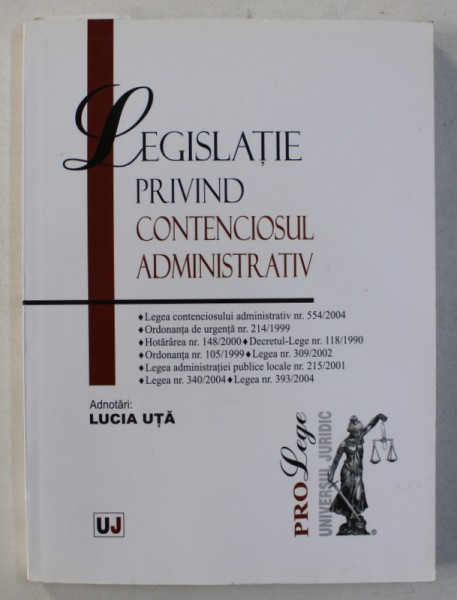 LEGISLAȚIE
PRIVIND
CONTENCIOSUL
ADMINISTRATIV
♦Legea contenciosului administrativ nr. 554/2004
♦Ordonanța de urgență nr. 214/1999
♦Hotărârea nr. 148/2000♦Decretul-Lege nr. 118/1990
♦Ordonanța nr. 105/1999♦Legea nr. 309/2002
♦Legea administrației publice locale nr. 215/2001
♦Legea nr. 340/2004♦Legea nr. 393/2004
Adnotări:
LUCIA UȚĂ
PROLege
UNIVERSUL JURIDIC
®
UJ